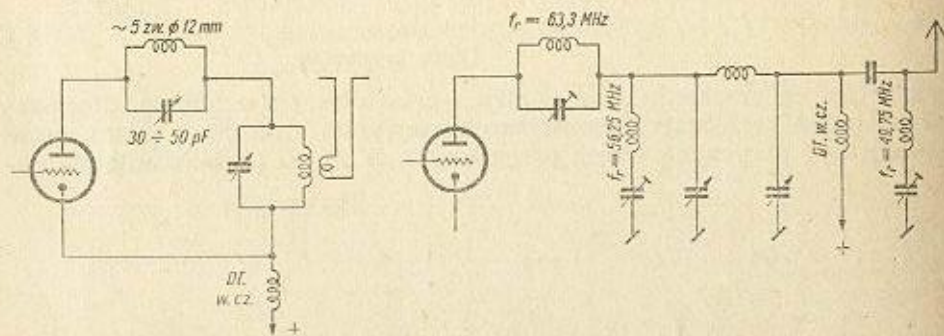 ~ 5 zw. ϕ 12 mm
30 ÷ 50 pF
DŁ.
w. cz.
+
fᵣ = 63,3 MHz
fᵣ = 56,25 MHz
DŁ. w. cz.
+
fᵣ = 49,75 MHz